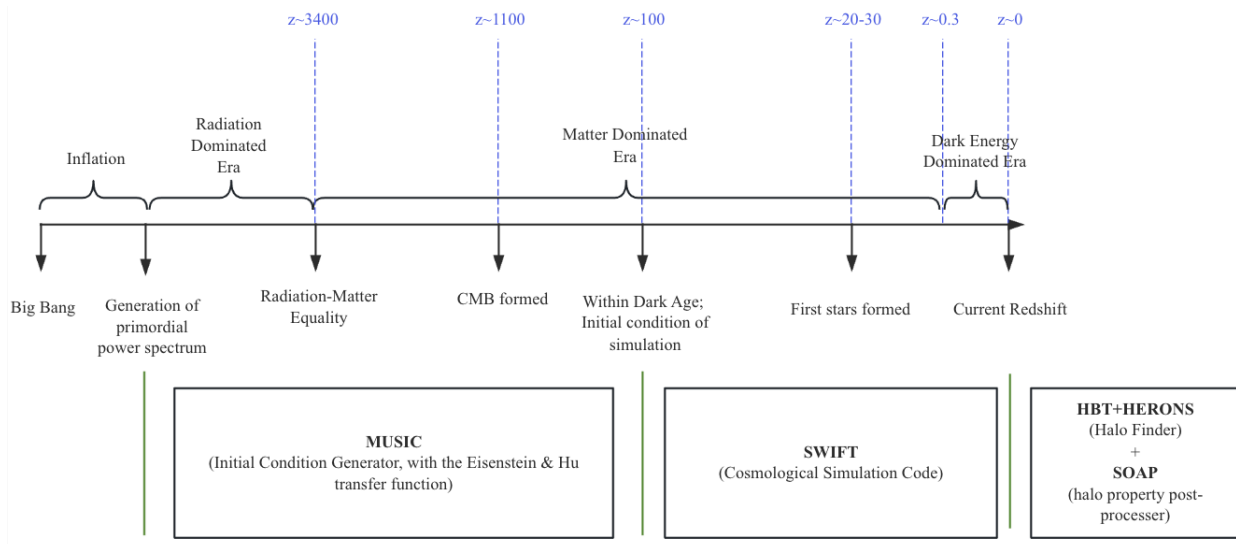 z~3400
z~1100
z~100
z~20-30
z~0.3
z~0
Inflation
Radiation
Dominated
Era
Matter Dominated
Era
Dark Energy
Dominated Era
Big Bang
Generation of
primordial
power spectrum
Radiation-Matter
Equality
CMB formed
Within Dark Age;
Initial condition of
simulation
First stars formed
Current Redshift
MUSIC
(Initial Condition Generator, with the Eisenstein & Hu
transfer function)
SWIFT
(Cosmological Simulation Code)
HBT+HERONS
(Halo Finder)
+
SOAP
(halo property post-
processer)